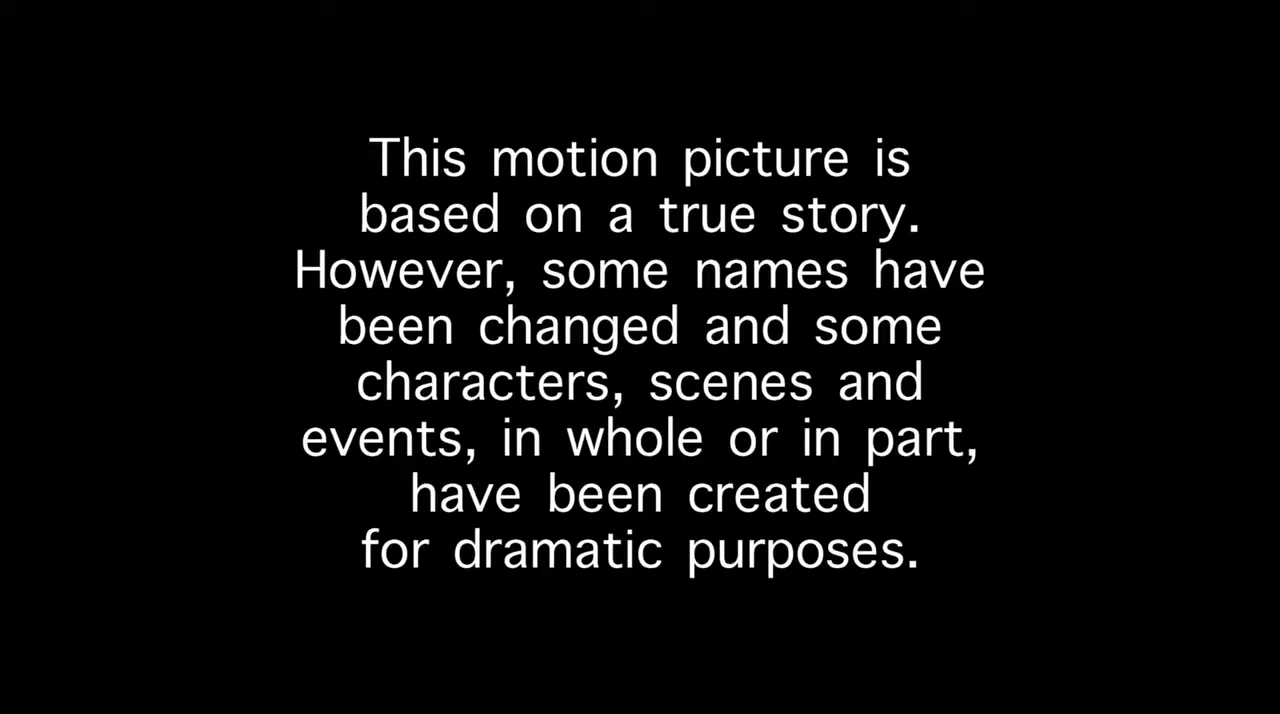 This motion picture is
based on a true story.
However, some names have
been changed and some
characters, scenes and
events, in whole or in part,
have been created
for dramatic purposes.